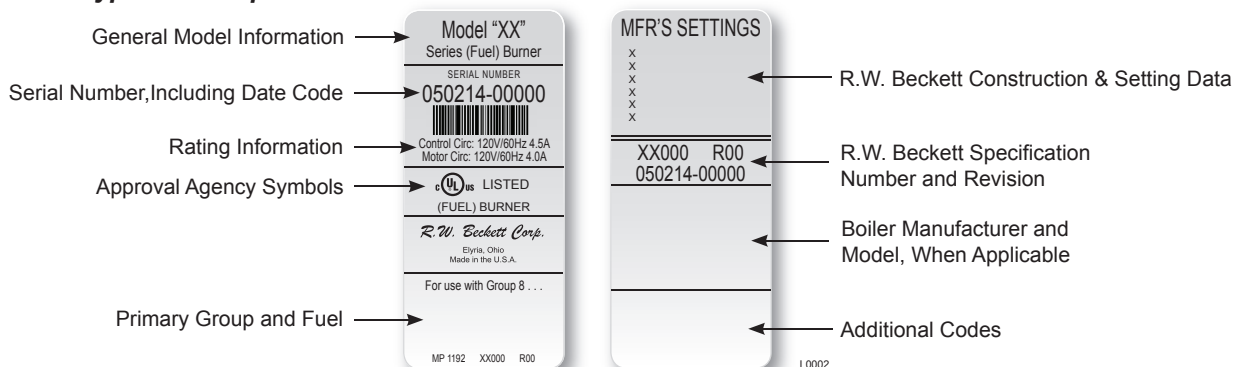 General Model Information
Serial Number,Including Date Code
Rating Information
Approval Agency Symbols
Primary Group and Fuel
Model “XX”
Series (Fuel) Burner
SERIAL NUMBER
050214-00000
Control Circ: 120V/60Hz 4.5A
Motor Circ: 120V/60Hz 4.0A
c UL us LISTED
(FUEL) BURNER
R.W. Beckett Corp.
Elyria, Ohio
Made in the U.S.A.
For use with Group 8 . . .
MP 1192 XX000 R00
MFR’S SETTINGS
X
X
X
X
X
X
XX000 R00
050214-00000
R.W. Beckett Construction & Setting Data
R.W. Beckett Specification
Number and Revision
Boiler Manufacturer and
Model, When Applicable
Additional Codes